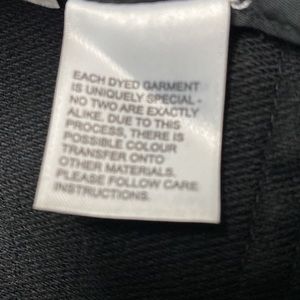 EACH DYED GARMENT
IS UNIQUELY SPECIAL -
NO TWO ARE EXACTLY
ALIKE. DUE TO THIS
PROCESS, THERE IS
POSSIBLE COLOUR
TRANSFER ONTO
OTHER MATERIALS.
PLEASE FOLLOW CARE
INSTRUCTIONS.